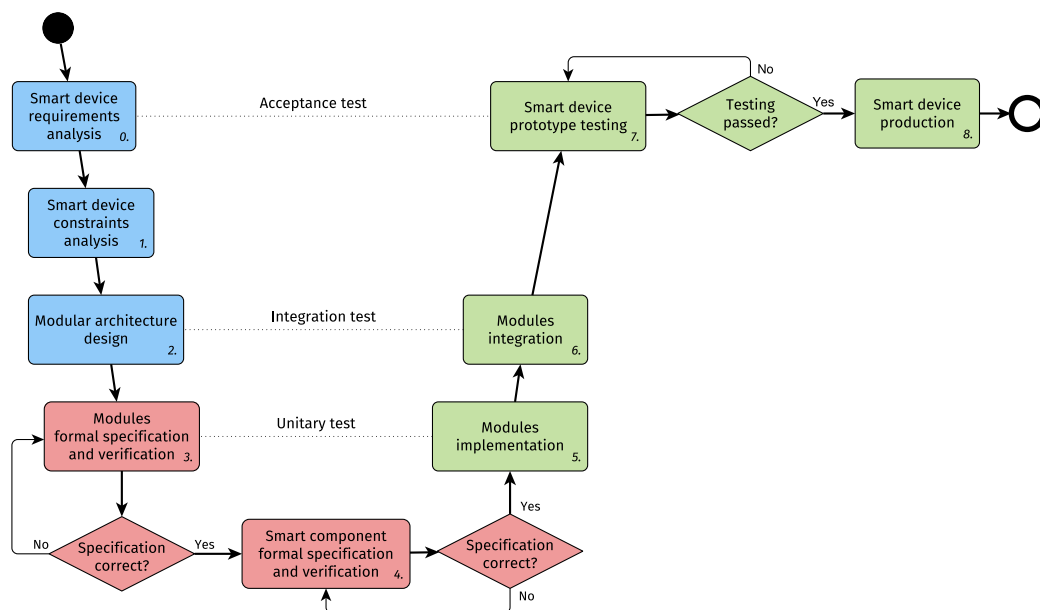 Smart device
requirements
analysis
0.
Acceptance test
Smart device
prototype testing
7.
No
Testing
passed?
Yes
Smart device
production
8.
Smart device
constraints
analysis
1.
Modular architecture
design
2.
Integration test
Modules
integration
6.
Modules
formal specification
and verification
3.
Unitary test
Modules
implementation
5.
No
Specification
correct?
Yes
Smart component
formal specification
and verification
4.
Yes
Specification
correct?
No